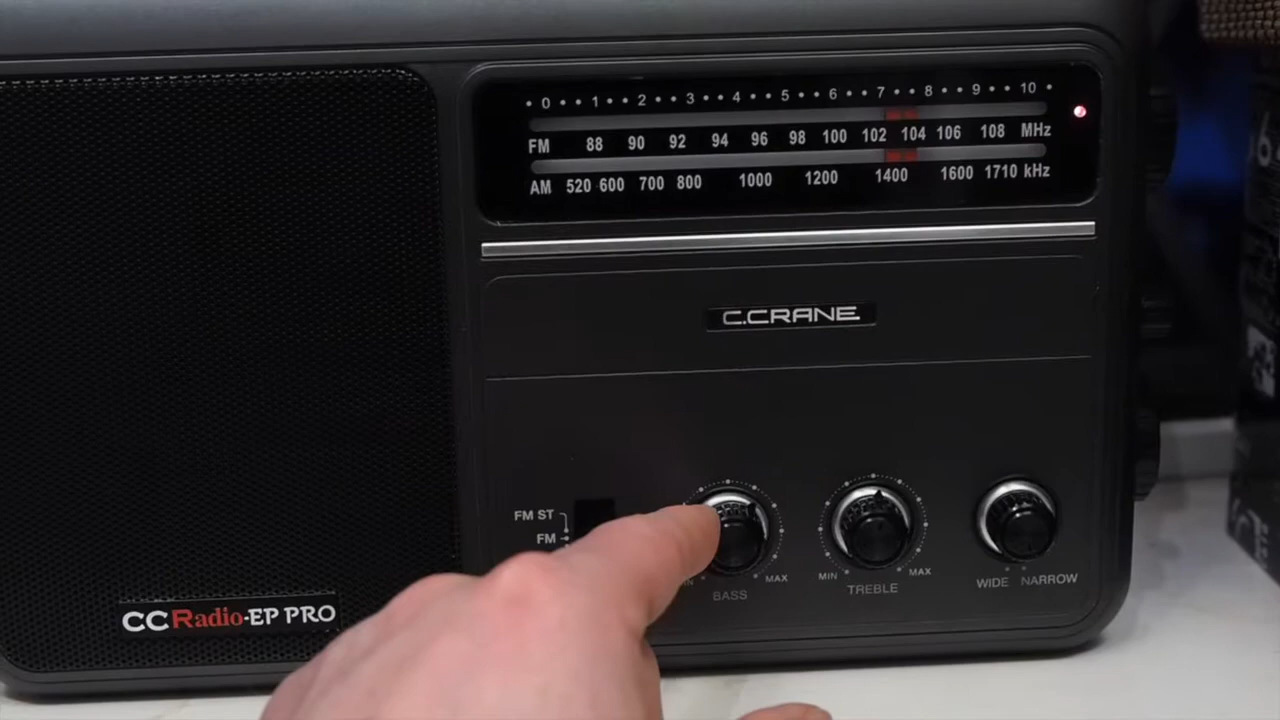 0 1 2 3 4 5 6 7 8 9 10
FM 88 90 92 94 96 98 100 102 104 106 108 MHz
AM 520 600 700 800 1000 1200 1400 1600 1710 kHz
C.CRANE
FM ST
FM
MAX
BASS
MIN MAX
TREBLE
WIDE NARROW
CCRadio-EP PRO